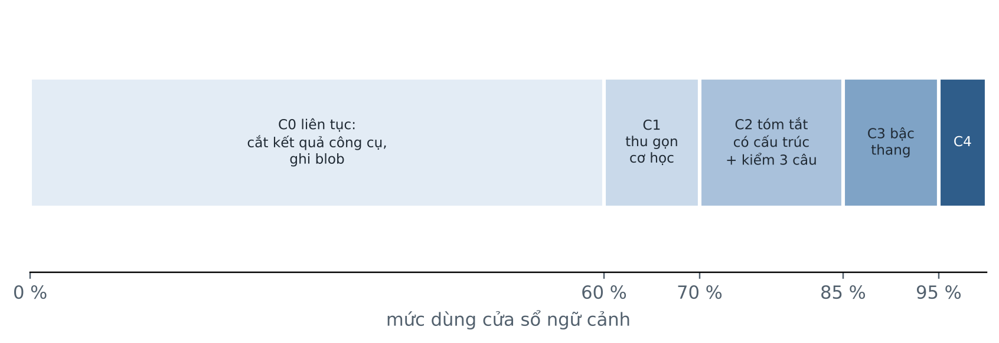 C0 liên tục:
cắt kết quả công cụ,
ghi blob
C1
thu gọn
cơ học
C2 tóm tắt
có cấu trúc
+ kiểm 3 câu
C3 bậc
thang
C4
0 %
60 %
70 %
85 %
95 %
mức dùng cửa sổ ngữ cảnh